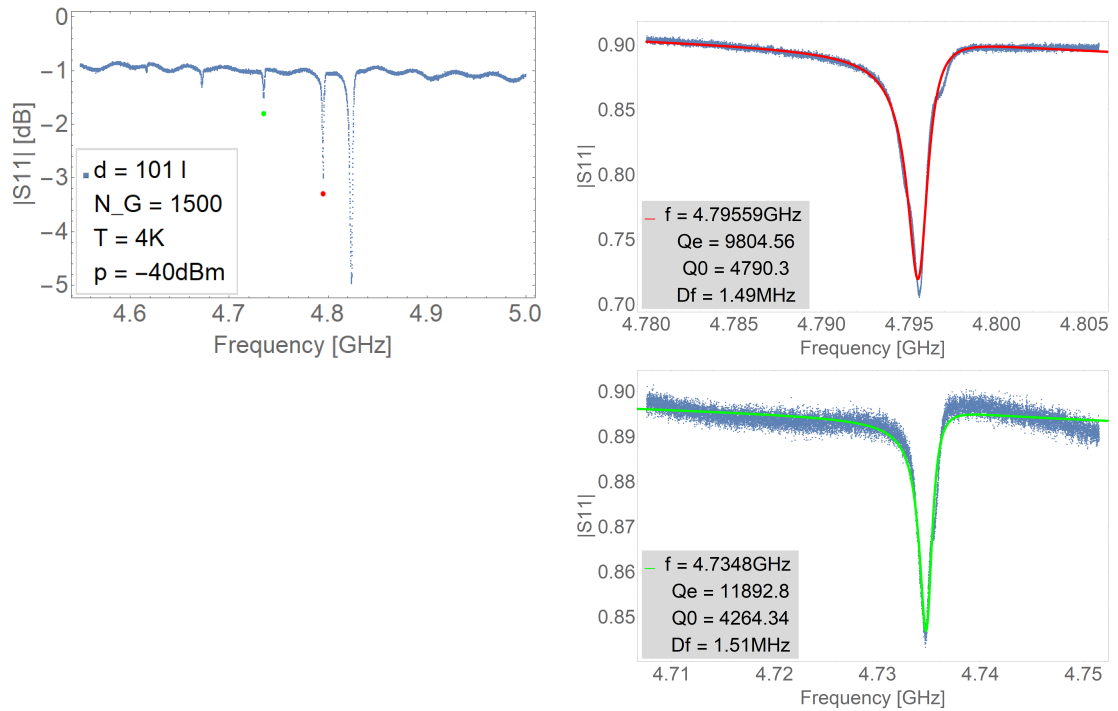 0
−1
−2
−3
−4
−5
|S11| [dB]
d = 101 l
N_G = 1500
T = 4K
p = −40dBm
4.6
4.7
4.8
4.9
5.0
Frequency [GHz]
0.90
0.85
0.80
0.75
0.70
|S11|
f = 4.79559GHz
Qe = 9804.56
Q0 = 4790.3
Df = 1.49MHz
4.780
4.785
4.790
4.795
4.800
4.805
Frequency [GHz]
0.90
0.89
0.88
0.87
0.86
0.85
|S11|
f = 4.7348GHz
Qe = 11892.8
Q0 = 4264.34
Df = 1.51MHz
4.71
4.72
4.73
4.74
4.75
Frequency [GHz]